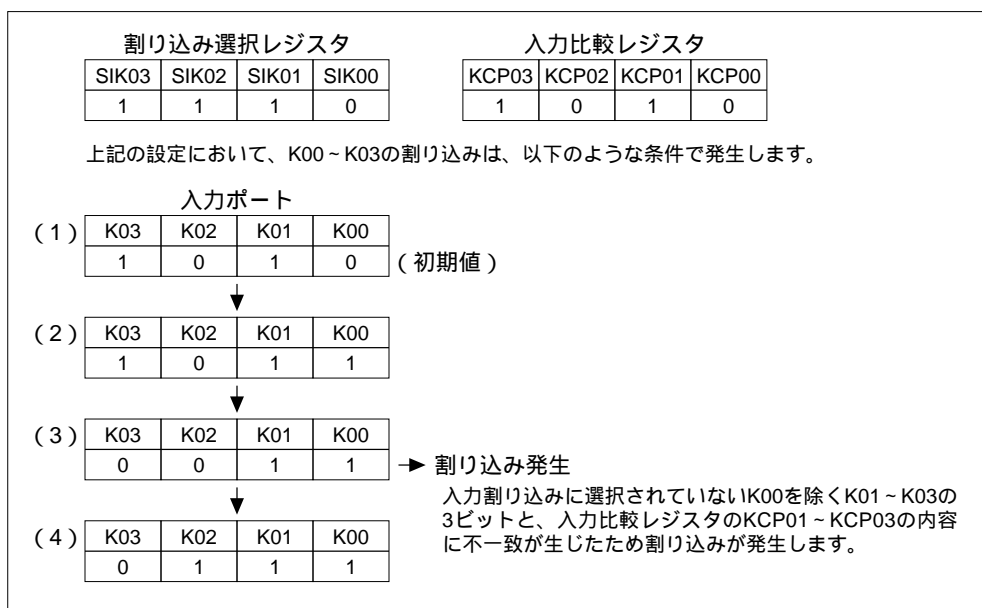 割り込み選択レジスタ 入力比較レジスタ
SIK03 SIK02 SIK01 SIK00 KCP03 KCP02 KCP01 KCP00
1 1 1 0 1 0 1 0
上記の設定において、K00~K03の割り込みは、以下のような条件で発生します。
入力ポート
(1) K03 K02 K01 K00
1 0 1 0 (初期値)
(2) K03 K02 K01 K00
1 0 1 1
(3) K03 K02 K01 K00
0 0 1 1 割り込み発生
入力割り込みに選択されていないK00を除くK01~K03の
3ビットと、入力比較レジスタのKCP01~KCP03の内容
に不一致が生じたため割り込みが発生します。
(4) K03 K02 K01 K00
0 1 1 1